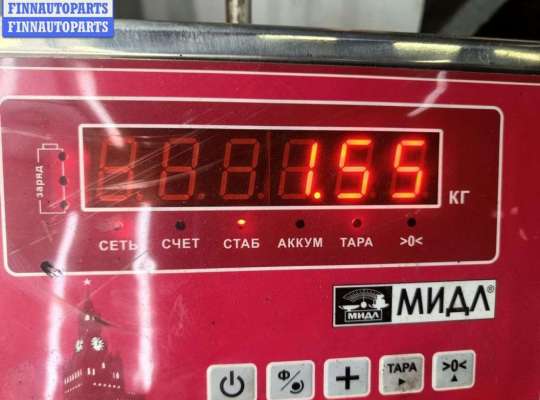 FINNAUTOPARTS
FINNAUTOPARTS
заряд
1.55
КГ
СЕТЬ СЧЕТ СТАБ АККУМ ТАРА >0<
МИДЛ МИДЛ®
Ф ТАРА >0<